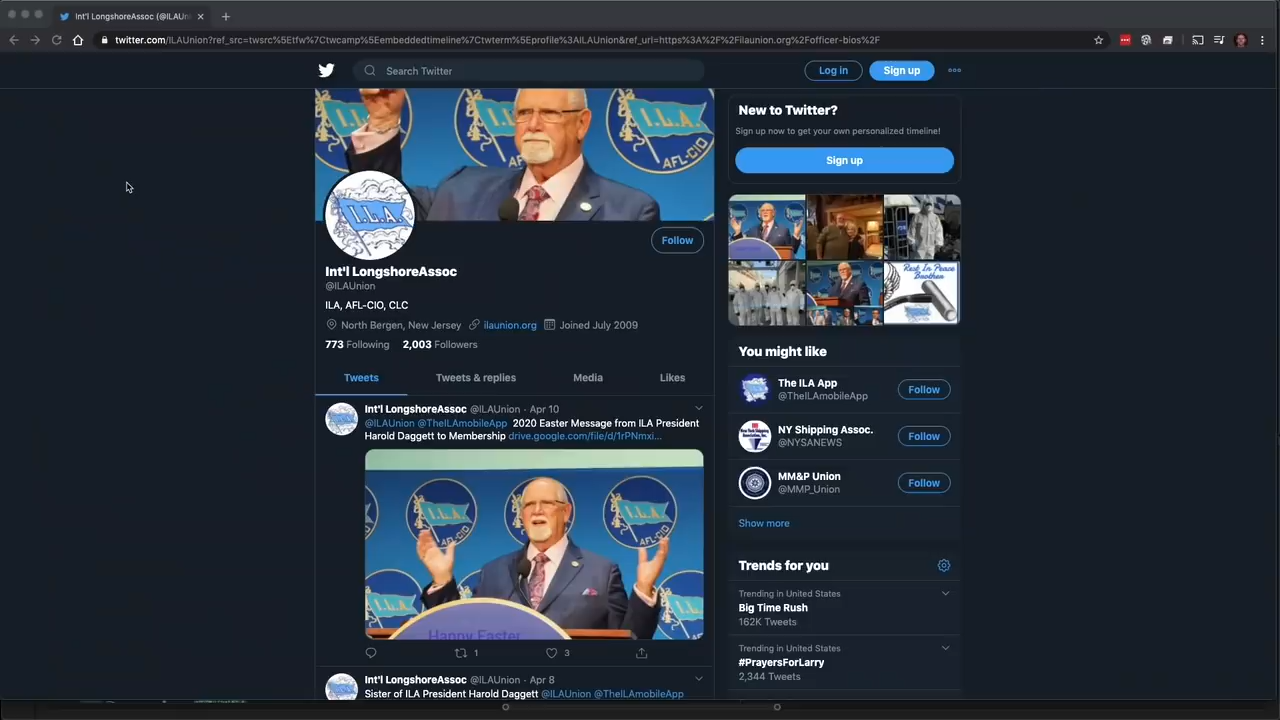 Int'l LongshoreAssoc (@ILAUni
twitter.com/ILAUnion?ref_src=twsrc%5Etfw%7Ctwcamp%5Eembeddedtimeline%7Ctwterm%5Eprofile%3AILAUnion&ref_url=https%3A%2F%2Filaunion.org%2Fofficer-bios%2F
Search Twitter
Log in
Sign up
I.L.A.
AFL-CIO
I.L.A.
Follow
Int'l LongshoreAssoc
@ILAUnion
ILA, AFL-CIO, CLC
North Bergen, New Jersey ilaunion.org Joined July 2009
773 Following 2,003 Followers
Tweets Tweets & replies Media Likes
Int'l LongshoreAssoc @ILAUnion · Apr 10
@ILAUnion @TheILAmobileApp 2020 Easter Message from ILA President
Harold Daggett to Membership drive.google.com/file/d/1rPNmxi...
I.L.A.
I.L.A.
AFL-CIO
Happy Easter
1 3
Int'l LongshoreAssoc @ILAUnion · Apr 8
Sister of ILA President Harold Daggett @ILAUnion @TheILAmobileApp
New to Twitter?
Sign up now to get your own personalized timeline!
Sign up
Rest In Peace
Brother
You might like
The ILA App
@TheILAmobileApp
Follow
NY Shipping Assoc.
@NYSANEWS
Follow
MM&P Union
@MMP_Union
Follow
Show more
Trends for you
Trending in United States
Big Time Rush
162K Tweets
Trending in United States
#PrayersForLarry
2,344 Tweets